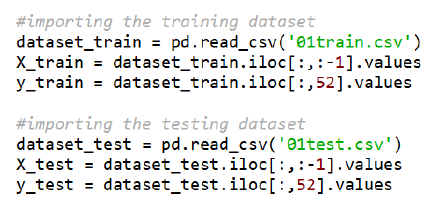 #importing the training dataset
dataset_train = pd.read_csv('01train.csv')
X_train = dataset_train.iloc[:,:-1].values
y_train = dataset_train.iloc[:,52].values
#importing the testing dataset
dataset_test = pd.read_csv('01test.csv')
X_test = dataset_test.iloc[:,:-1].values
y_test = dataset_test.iloc[:,52].values